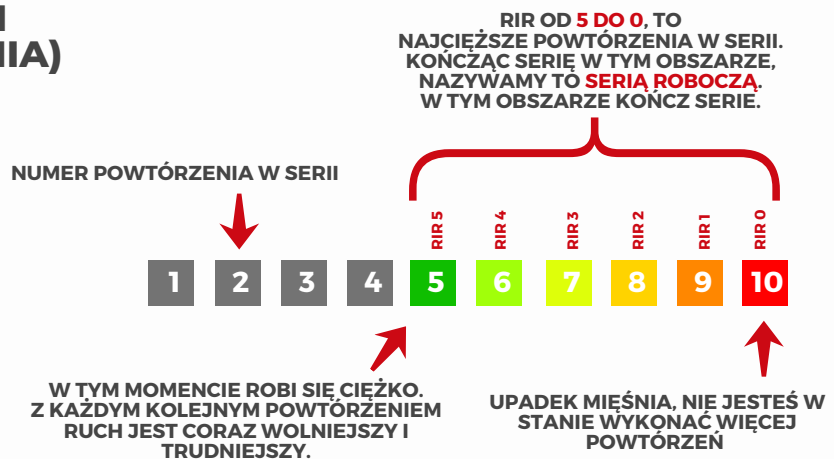 NIA)
RIR OD 5 DO 0, TO
NAJCIĘŻSZE POWTÓRZENIA W SERII.
KOŃCZĄC SERIĘ W TYM OBSZARZE,
NAZYWAMY TO SERIĄ ROBOCZĄ.
W TYM OBSZARZE KOŃCZ SERIE.
NUMER POWTÓRZENIA W SERII
RIR 5
RIR 4
RIR 3
RIR 2
RIR 1
RIR 0
1 2 3 4 5 6 7 8 9 10
W TYM MOMENCIE ROBI SIĘ CIĘŻKO.
Z KAŻDYM KOLEJNYM POWTÓRZENIEM
RUCH JEST CORAZ WOLNIEJSZY I
TRUDNIEJSZY.
UPADEK MIĘŚNIA, NIE JESTEŚ W
STANIE WYKONAĆ WIĘCEJ
POWTÓRZEŃ